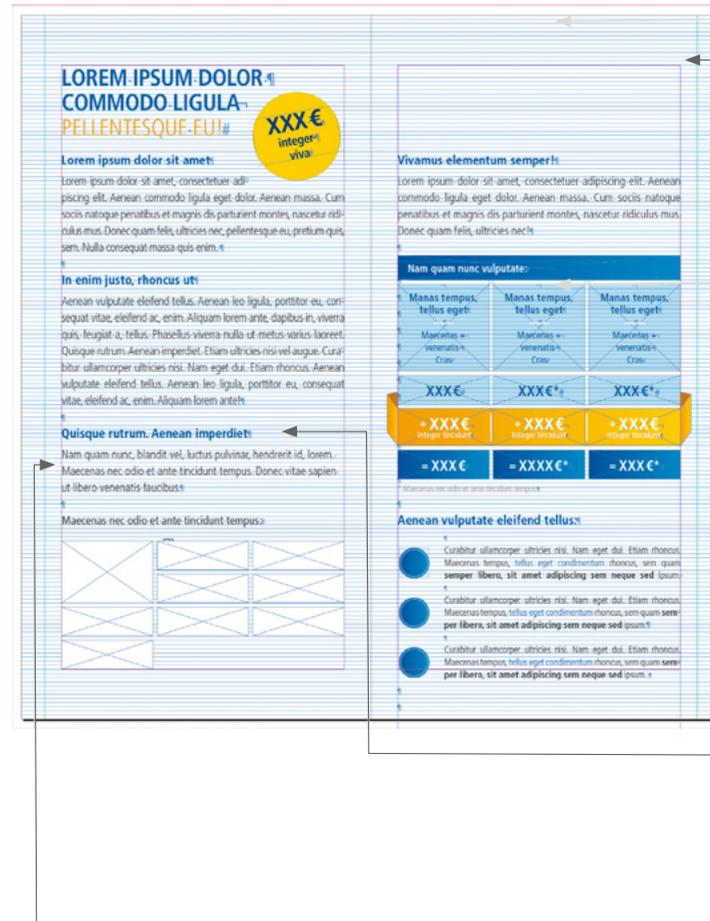 LOREM IPSUM DOLOR
COMMODO LIGULA
PELLENTESQUE EU!
XXX €
integer
viva
Lorem ipsum dolor sit amet
Lorem ipsum dolor sit amet, consectetuer adi-
piscing elit. Aenean commodo ligula eget dolor. Aenean massa. Cum
sociis natoque penatibus et magnis dis parturient montes, nascetur ridi-
culus mus. Donec quam felis, ultricies nec, pellentesque eu, pretium quis,
sem. Nulla consequat massa quis enim.
In enim justo, rhoncus ut
Aenean vulputate eleifend tellus. Aenean leo ligula, porttitor eu, con-
sequat vitae, eleifend ac, enim. Aliquam lorem ante, dapibus in, viverra
quis, feugiat a, tellus. Phasellus viverra nulla ut metus varius laoreet.
Quisque rutrum. Aenean imperdiet. Etiam ultricies nisi vel augue. Cura-
bitur ullamcorper ultricies nisi. Nam eget dui. Etiam rhoncus. Aenean
vulputate eleifend tellus. Aenean leo ligula, porttitor eu, consequat
vitae, eleifend ac, enim. Aliquam lorem ante!
Quisque rutrum. Aenean imperdiet
Nam quam nunc, blandit vel, luctus pulvinar, hendrerit id, lorem.
Maecenas nec odio et ante tincidunt tempus. Donec vitae sapien
ut libero venenatis faucibus.
Maecenas nec odio et ante tincidunt tempus:
Vivamus elementum semper!
Lorem ipsum dolor sit amet, consectetuer adipiscing elit. Aenean
commodo ligula eget dolor. Aenean massa. Cum sociis natoque
penatibus et magnis dis parturient montes, nascetur ridiculus mus.
Donec quam felis, ultricies nec!
Nam quam nunc vulputate:
Manas tempus, Manas tempus, Manas tempus,
tellus eget tellus eget tellus eget
Maecenas + Maecenas + Maecenas +
venenatis venenatis venenatis
Cras Cras Cras
XXX € XXX €* XXX €*
+ XXX € + XXX € + XXX €
Integer tincidunt Integer tincidunt Integer tincidunt
= XXX € = XXXX €* = XXX €*
Maecenas nec odio et ante tempus
Aenean vulputate eleifend tellus:
Curabitur ullamcorper ultricies nisi. Nam eget dui. Etiam rhoncus.
Maecenas tempus, tellus eget condimentum rhoncus, sem quam
semper libero, sit amet adipiscing sem neque sed ipsum.
Curabitur ullamcorper ultricies nisi. Nam eget dui. Etiam rhoncus.
Maecenas tempus, tellus eget condimentum rhoncus, sem quam sem-
per libero, sit amet adipiscing sem neque sed ipsum.
Curabitur ullamcorper ultricies nisi. Nam eget dui. Etiam rhoncus.
Maecenas tempus, tellus eget condimentum rhoncus, sem quam sem-
per libero, sit amet adipiscing sem neque sed ipsum.